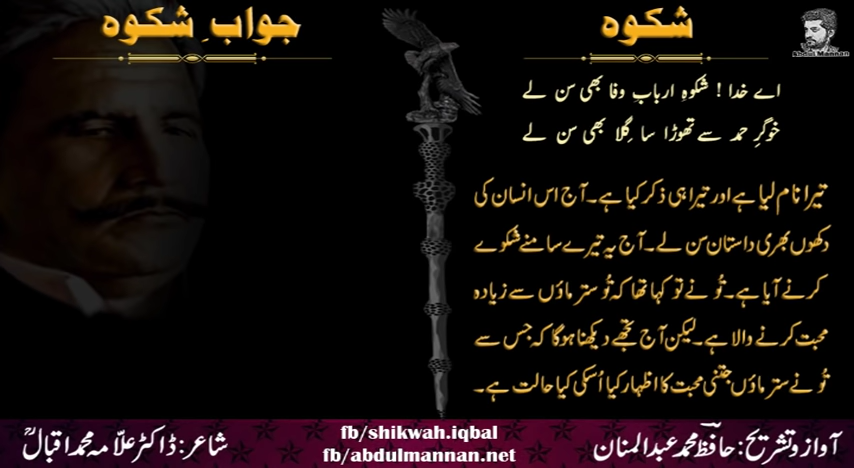 شکوہ
جوابِ شکوہ
Abdul Mannan
اے خدا! شکوہِ اربابِ وفا بھی سن لے
خوگرِ حمد سے تھوڑا سا گِلا بھی سن لے
تیرا نام لیا ہے اور تیرا ہی ذکر کیا ہے۔ آج اس انسان کی
دکھوں بھری داستان سن لے۔ آج یہ تیرے سامنے شکوے
کرنے آیا ہے۔ تُو نے تو کہا تھا کہ تُو ستر ماؤں سے زیادہ
محبت کرنے والا ہے۔ لیکن آج تجھے دیکھنا ہوگا کہ جس سے
تُو نے ستر ماؤں جتنی محبت کا اظہار کیا اُسکی کیا حالت ہے۔
آواز و تشریح: حافظ محمد عبدالمنان
fb/shikwah.iqbal
fb/abdulmannan.net
شاعر: ڈاکٹر علّامہ محمد اقبالؒ